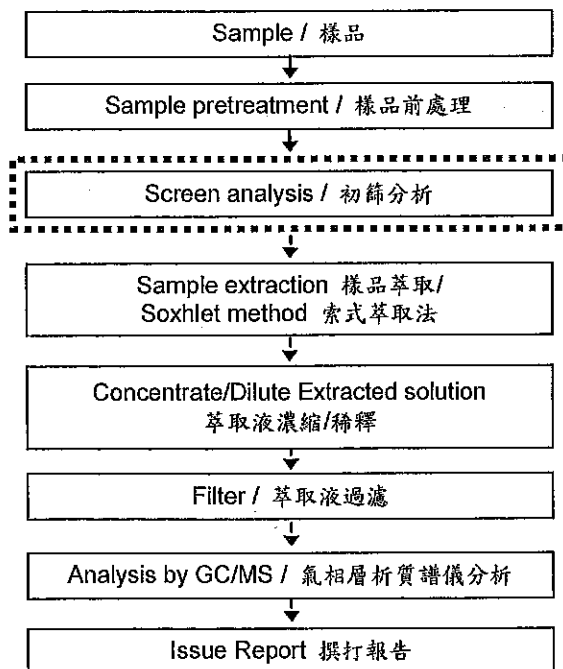 Sample / 樣品
Sample pretreatment / 樣品前處理
Screen analysis / 初篩分析
Sample extraction 樣品萃取/
Soxhlet method 索式萃取法
Concentrate/Dilute Extracted solution
萃取液濃縮/稀釋
Filter / 萃取液過濾
Analysis by GC/MS / 氣相層析質譜儀分析
Issue Report 撰打報告